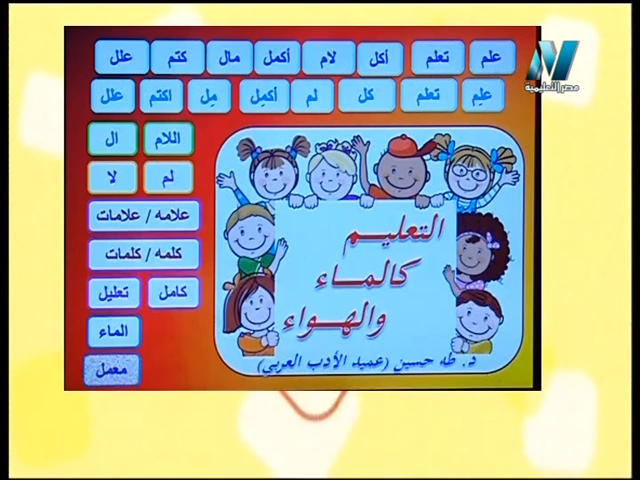 علم تعلم أكل لام أكمل مال كتم علل
علِم تعلم كل لم أكمِل مِل اكتم علل
اللام ال
لم لا
علامه / علامات
كلمه / كلمات
كامل تعليل
الماء
معمل
التعليم
كالماء
والهواء
د. طه حسين (عميد الأدب العربي)
مصر التعليمية